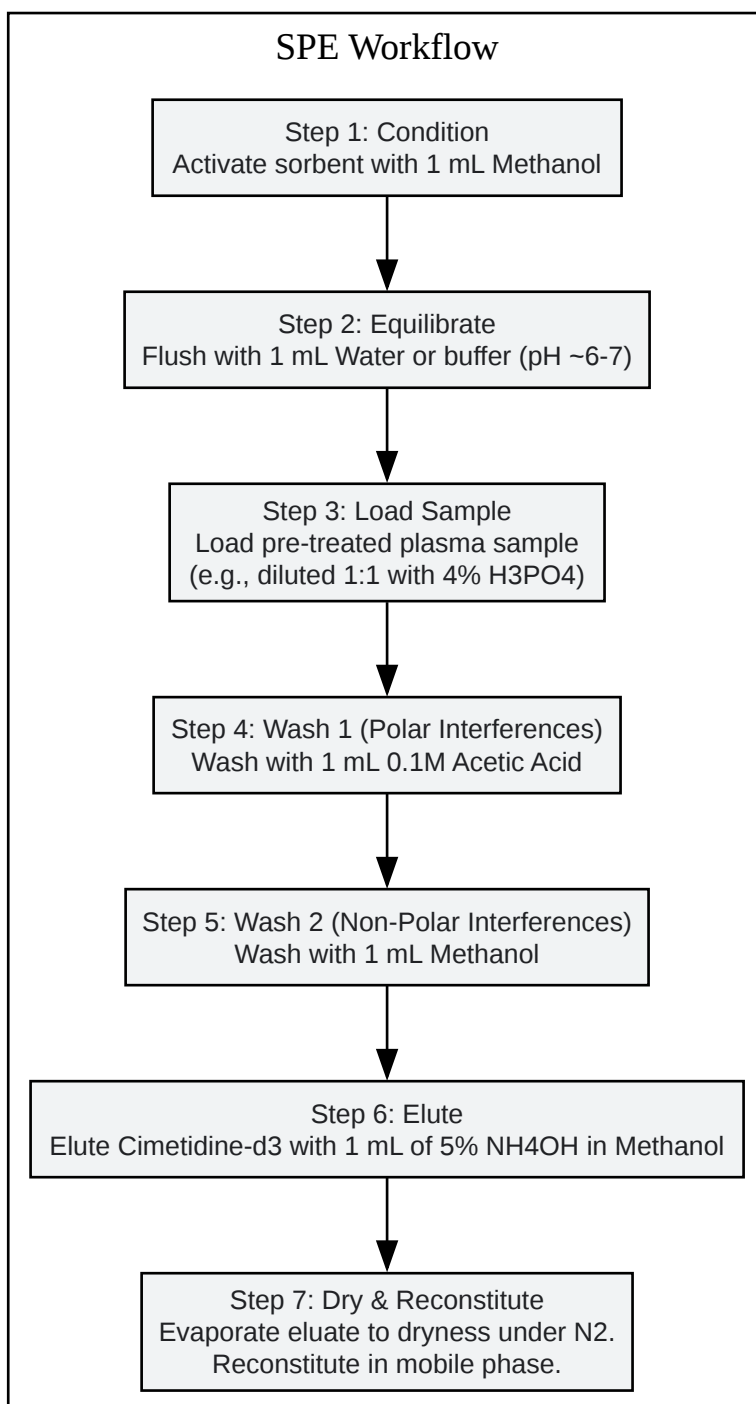 SPE Workflow
Step 1: Condition
Activate sorbent with 1 mL Methanol
Step 2: Equilibrate
Flush with 1 mL Water or buffer (pH ~6-7)
Step 3: Load Sample
Load pre-treated plasma sample
(e.g., diluted 1:1 with 4% H3PO4)
Step 4: Wash 1 (Polar Interferences)
Wash with 1 mL 0.1M Acetic Acid
Step 5: Wash 2 (Non-Polar Interferences)
Wash with 1 mL Methanol
Step 6: Elute
Elute Cimetidine-d3 with 1 mL of 5% NH4OH in Methanol
Step 7: Dry & Reconstitute
Evaporate eluate to dryness under N2.
Reconstitute in mobile phase.